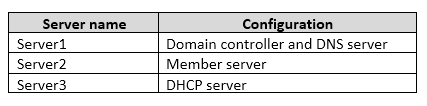 Server name Configuration
Server1 Domain controller and DNS server
Server2 Member server
Server3 DHCP server